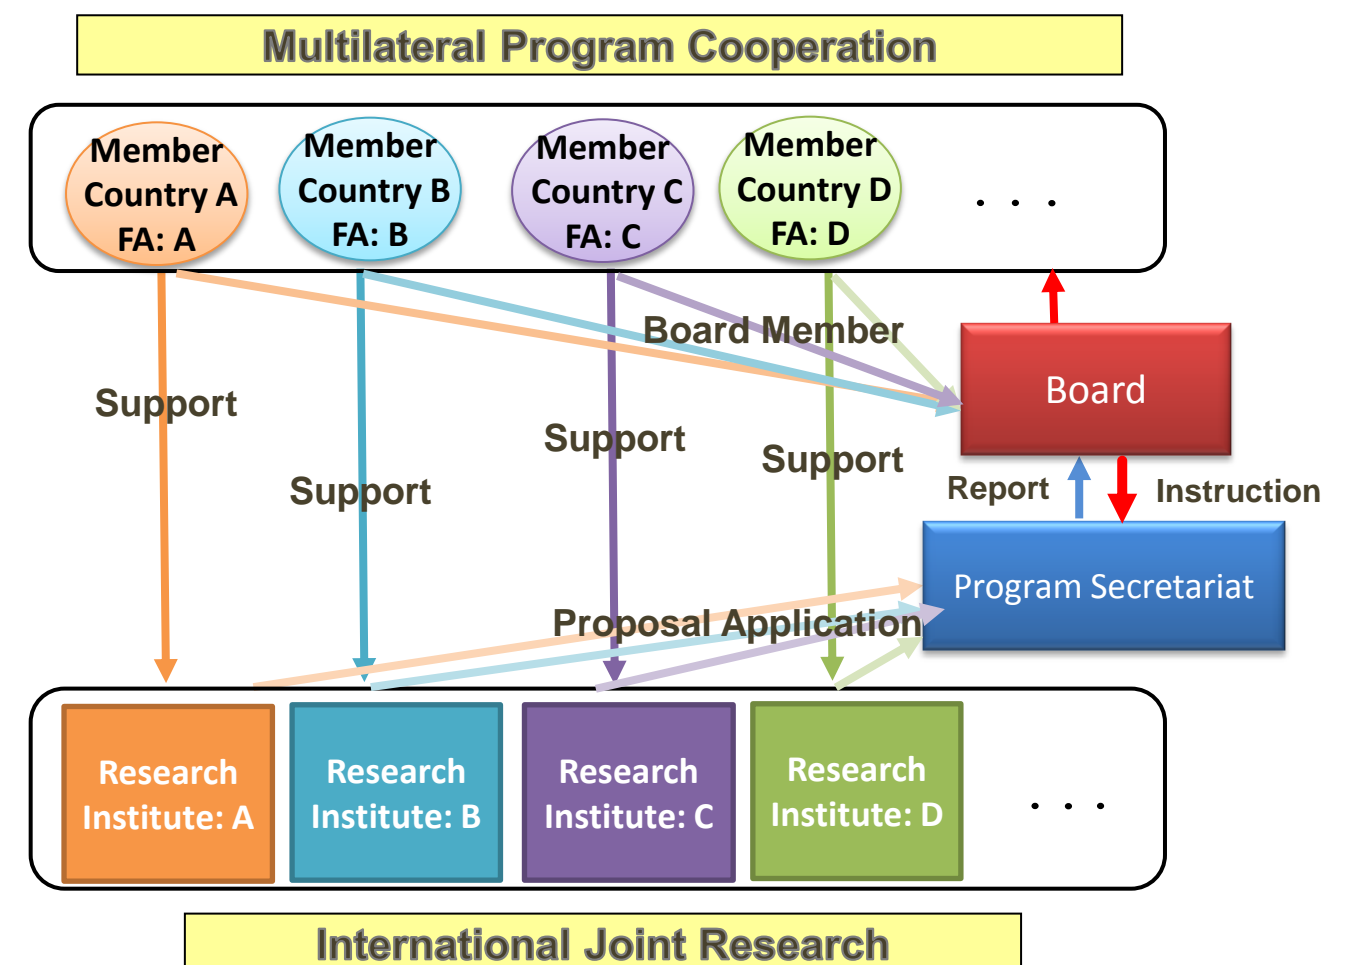 Multilateral Program Cooperation
Member
Country A
FA: A
Member
Country B
FA: B
Member
Country C
FA: C
Member
Country D
FA: D
. . .
Board Member
Board
Support
Support
Support
Support
Report
Instruction
Program Secretariat
Proposal Application
Research
Institute: A
Research
Institute: B
Research
Institute: C
Research
Institute: D
. . .
International Joint Research